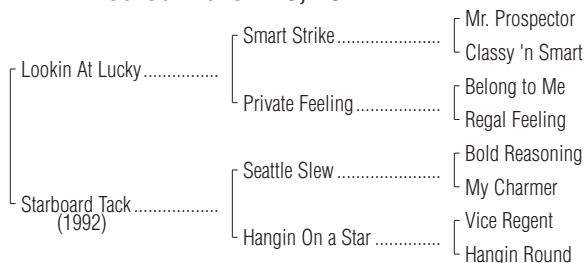 Mr. Prospector
Smart Strike
Classy 'n Smart
Lookin At Lucky
Belong to Me
Private Feeling
Regal Feeling
Bold Reasoning
Seattle Slew
My Charmer
Starboard Tack
(1992)
Vice Regent
Hangin On a Star
Hangin Round